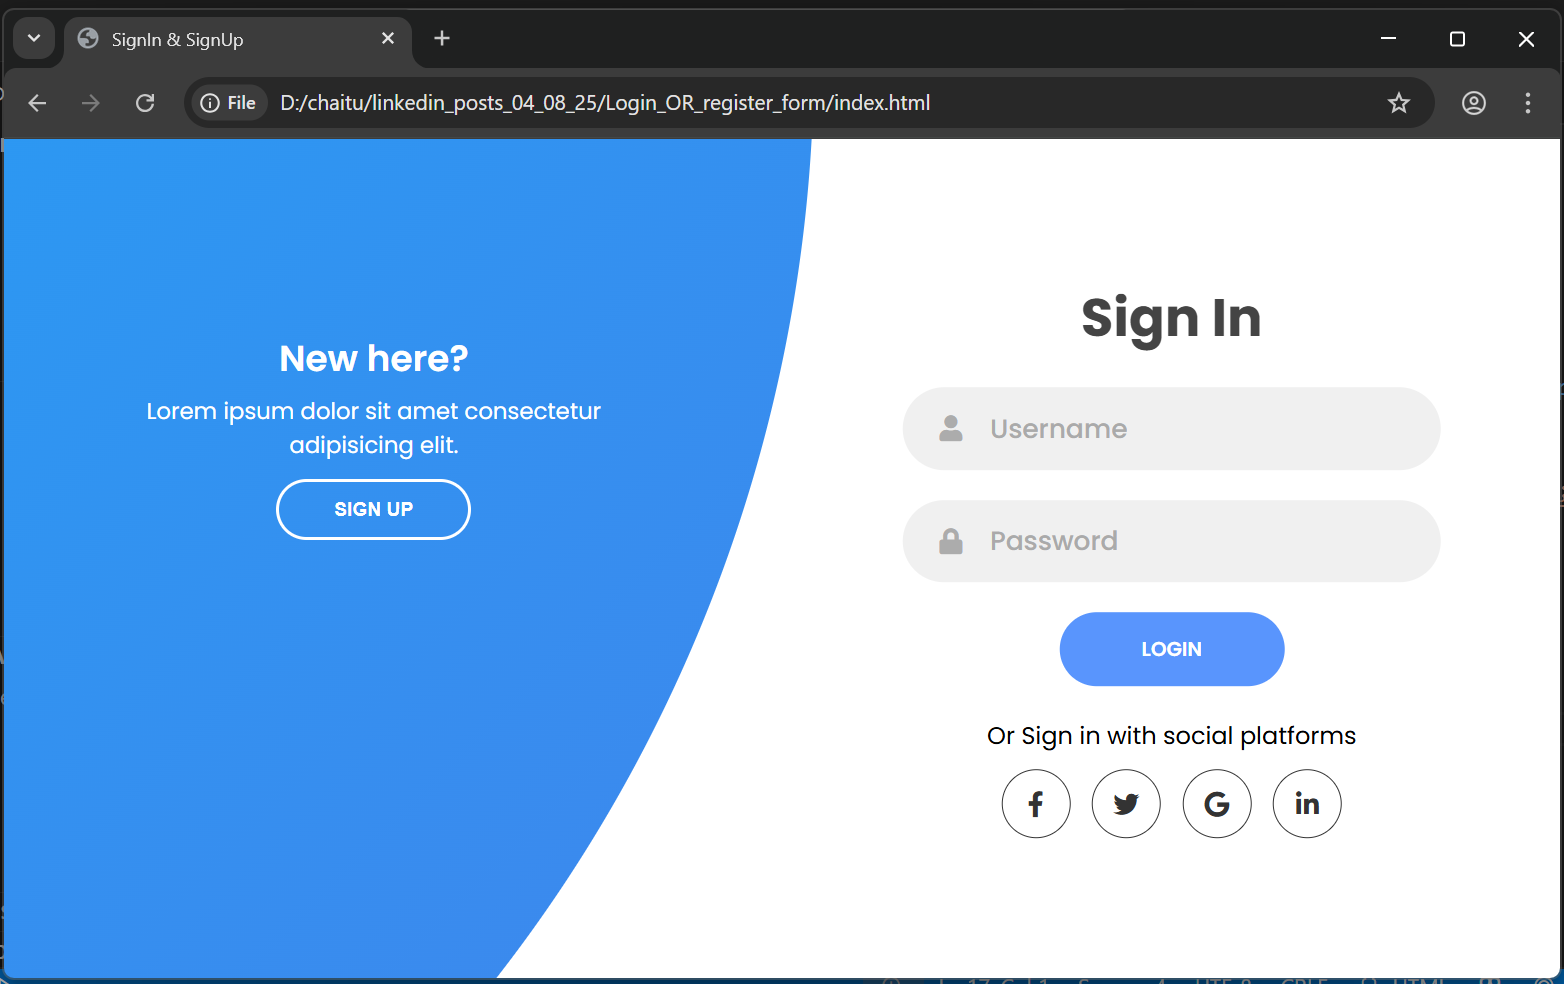 SignIn & SignUp
File D:/chaitu/linkedin_posts_04_08_25/Login_OR_register_form/index.html
New here?
Lorem ipsum dolor sit amet consectetur
adipisicing elit.
SIGN UP
Sign In
Username
Password
LOGIN
Or Sign in with social platforms